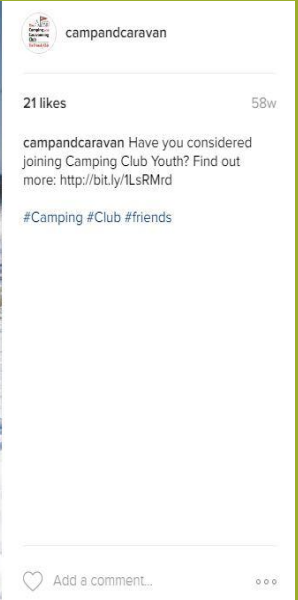 campandcaravan
21 likes 58w
campandcaravan Have you considered
joining Camping Club Youth? Find out
more: http://bit.ly/1LsRMrd
#Camping #Club #friends
Add a comment...